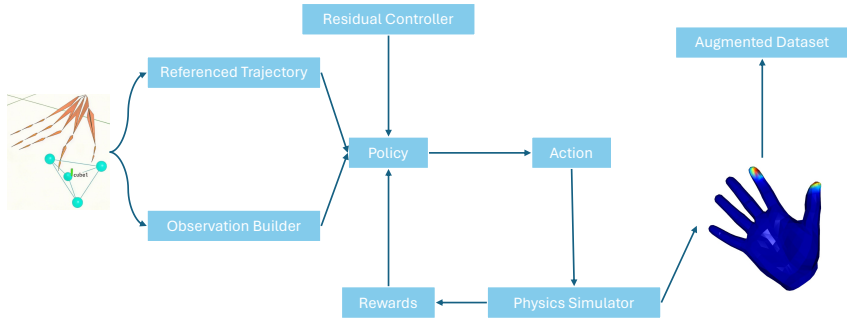 Residual Controller
Augmented Dataset
Referenced Trajectory
Policy
Action
cube1
Observation Builder
Rewards
Physics Simulator